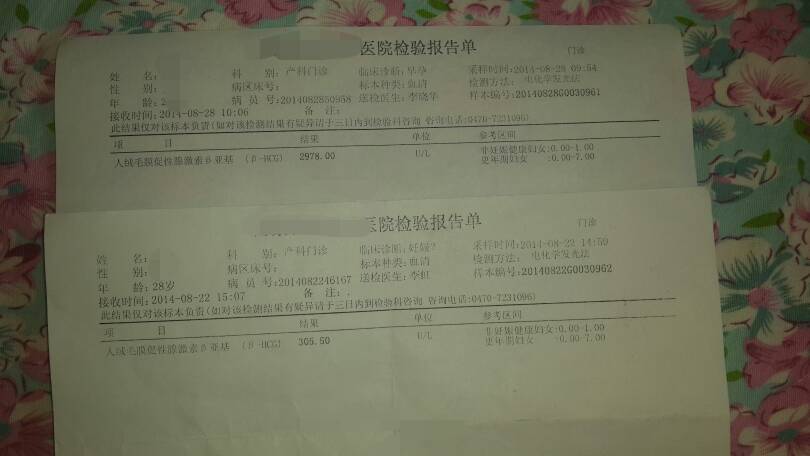 医院检验报告单
门诊
姓 名: 科 别:产科门诊 临床诊断:早孕 采样时间:2014-08-28 09:54
性 别: 病区床号: 标本种类:血清 检测方法: 电化学发光法
年 龄:2 病 员 号:2014082850958 送检医生:李晓华 样本编号:20140828G0030961
接收时间:2014-08-28 10:06 备 注:
此结果仅对该标本负责(如对该检测结果有疑异请于三日内到检验科咨询 咨询电话:0470-7231096)
项 目 结果 单位 参考区间
人绒毛膜促性腺激素β亚基 (β-HCG) 2978.00 U/L 非妊娠健康妇女:0.00-1.00
更年期妇女 :0.00-7.00
医院检验报告单
门诊
姓 名: 科 别:产科门诊 临床诊断:妊娠? 采样时间:2014-08-22 14:59
性 别: 病区床号: 标本种类:血清 检测方法: 电化学发光法
年 龄:28岁 病 员 号:2014082246167 送检医生:李虹 样本编号:20140822G0030962
接收时间:2014-08-22 15:07 备 注:.
此结果仅对该标本负责(如对该检测结果有疑异请于三日内到检验科咨询 咨询电话:0470-7231096)
项 目 结果 单位 参考区间
人绒毛膜促性腺激素β亚基 (β-HCG) 305.50 U/L 非妊娠健康妇女:0.00-1.00
更年期妇女 :0.00-7.00